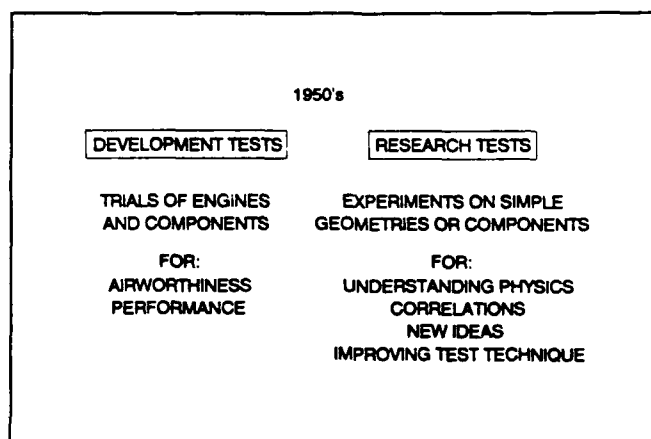 1950's
DEVELOPMENT TESTS
TRIALS OF ENGINES
AND COMPONENTS
FOR:
AIRWORTHINESS
PERFORMANCE
RESEARCH TESTS
EXPERIMENTS ON SIMPLE
GEOMETRIES OR COMPONENTS
FOR:
UNDERSTANDING PHYSICS
CORRELATIONS
NEW IDEAS
IMPROVING TEST TECHNIQUE